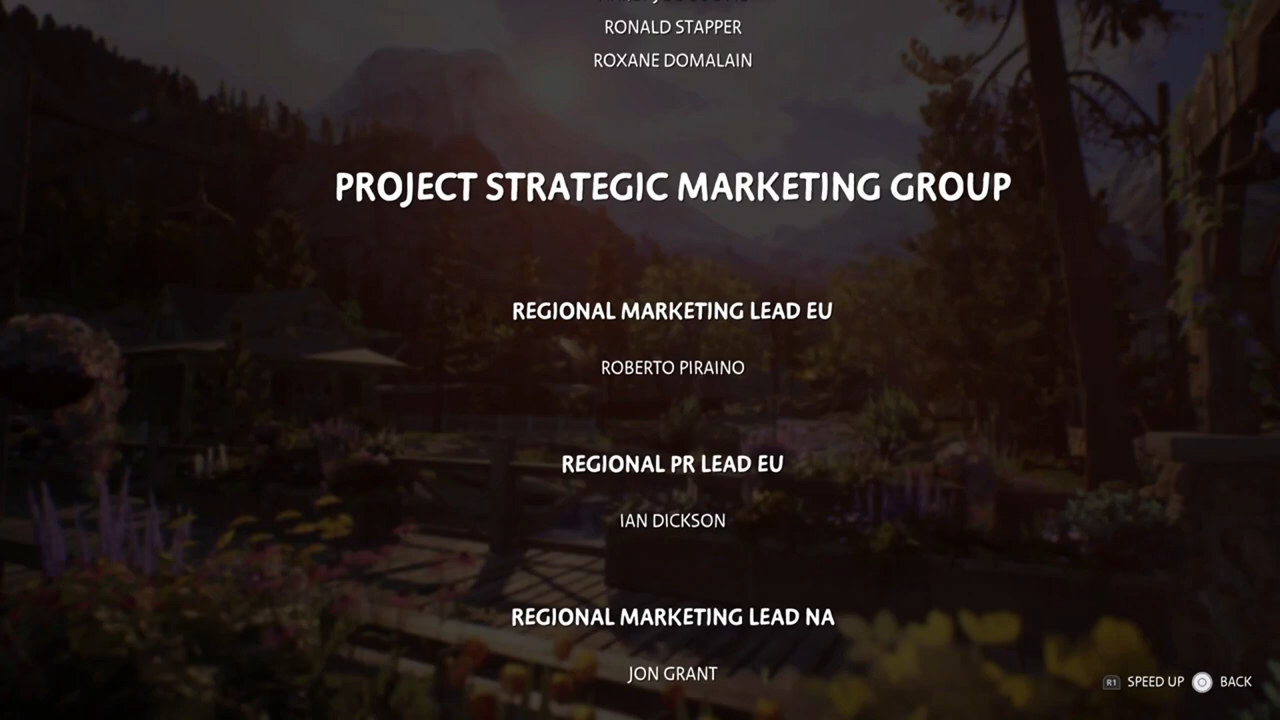 RONALD STAPPER
ROXANE DOMALAIN
PROJECT STRATEGIC MARKETING GROUP
REGIONAL MARKETING LEAD EU
ROBERTO PIRAINO
REGIONAL PR LEAD EU
IAN DICKSON
REGIONAL MARKETING LEAD NA
JON GRANT
R1 SPEED UP BACK